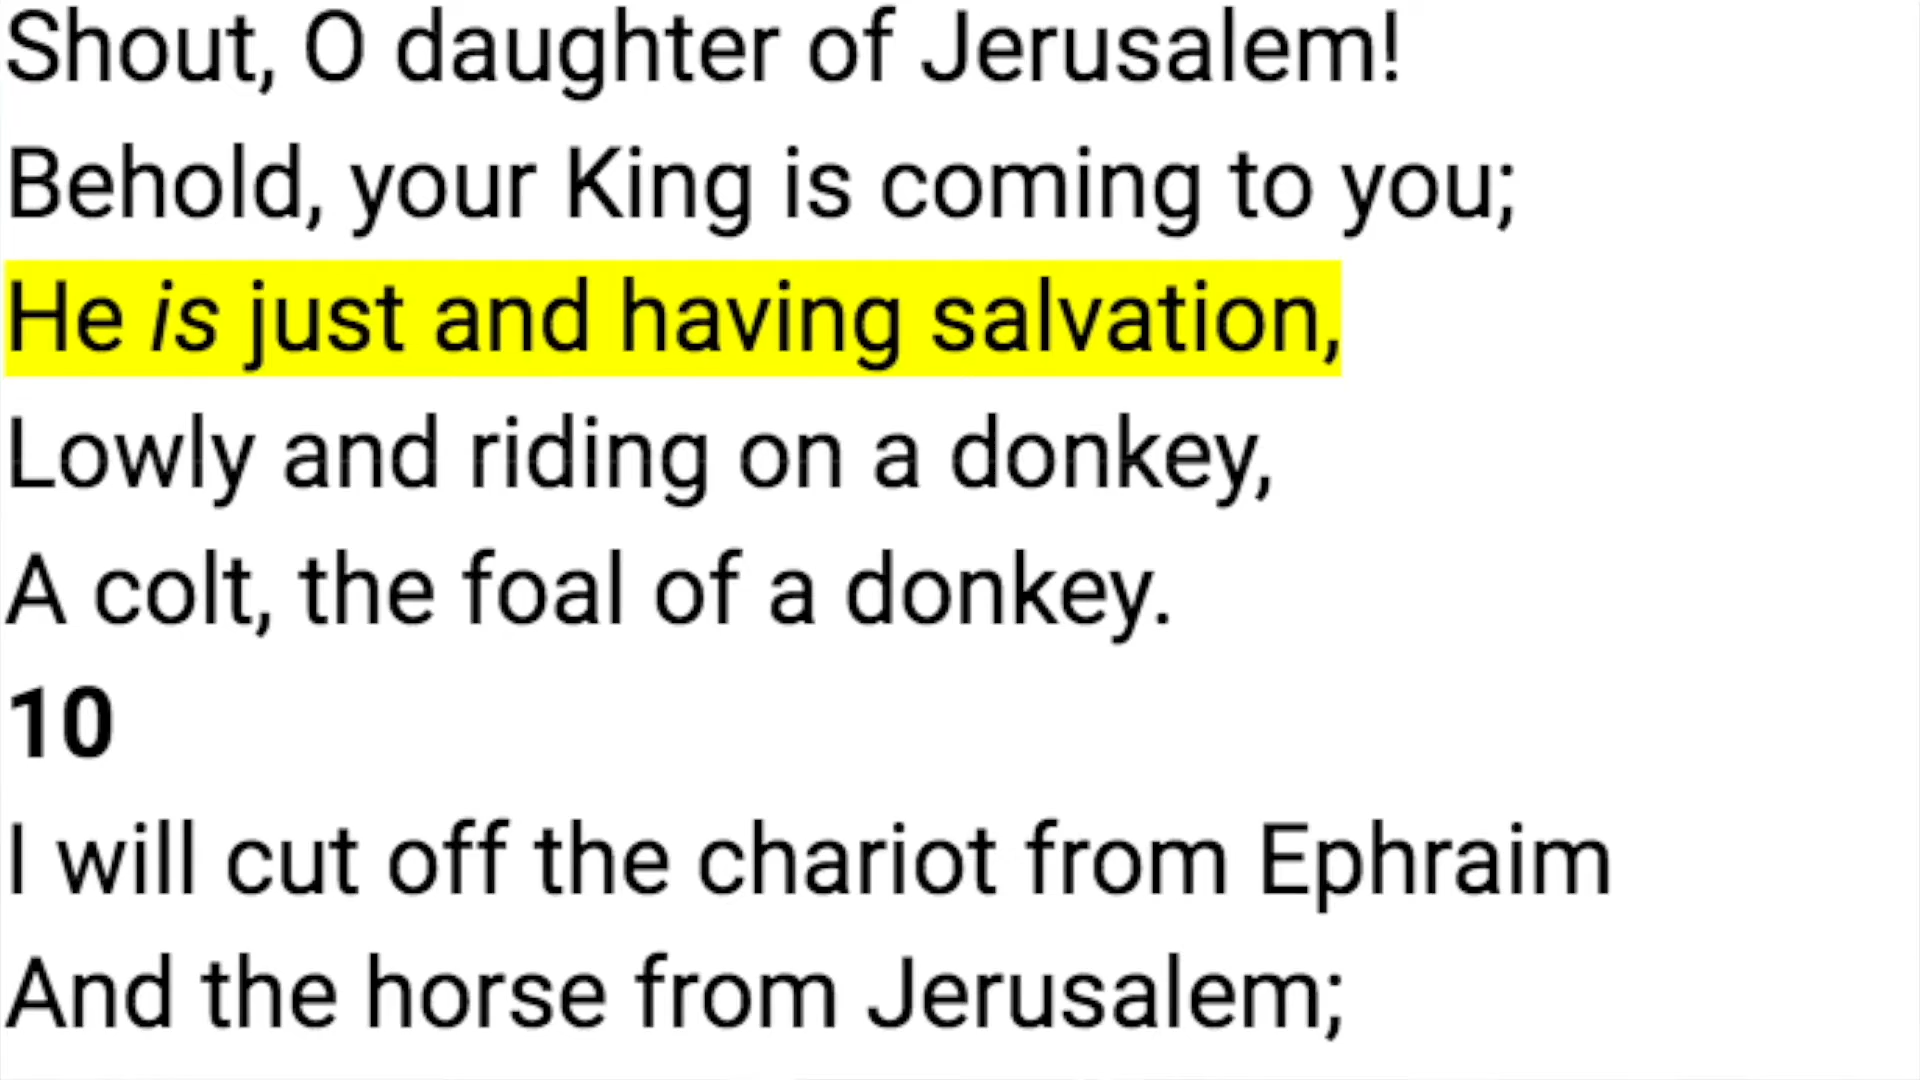 Shout, O daughter of Jerusalem!
Behold, your King is coming to you;
He is just and having salvation,
Lowly and riding on a donkey,
A colt, the foal of a donkey.
10
I will cut off the chariot from Ephraim
And the horse from Jerusalem;